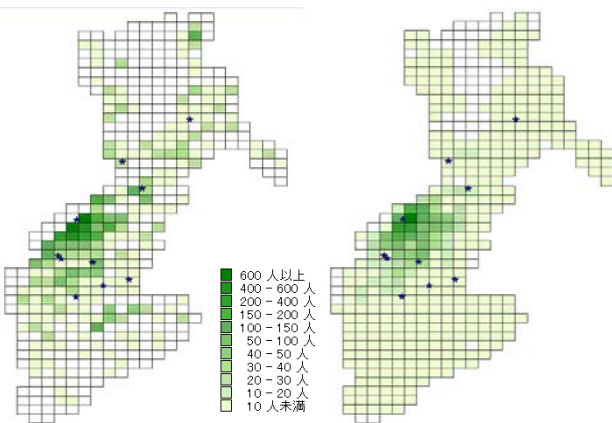 600 人以上
400 - 600 人
200 - 400 人
150 - 200 人
100 - 150 人
50 - 100 人
40 - 50 人
30 - 40 人
20 - 30 人
10 - 20 人
10 人未満